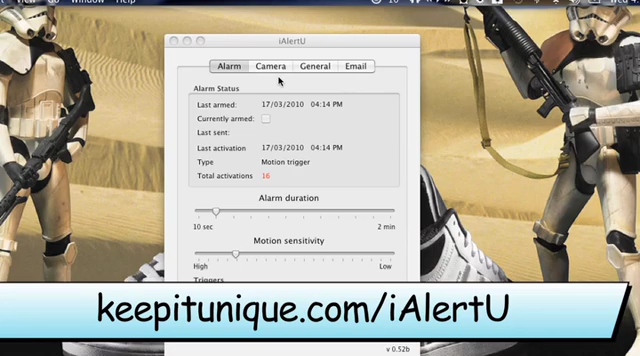 Go
Window
Help
iAlertU
Alarm
Camera
General
Email
Alarm Status
Last armed: 17/03/2010 04:14 PM
Currently armed:
Last sent:
Last activation 17/03/2010 04:14 PM
Type Motion trigger
Total activations 16
Alarm duration
10 sec 2 min
Motion sensitivity
High Low
Triggers
keepitunique.com/iAlertU
v 0.52b